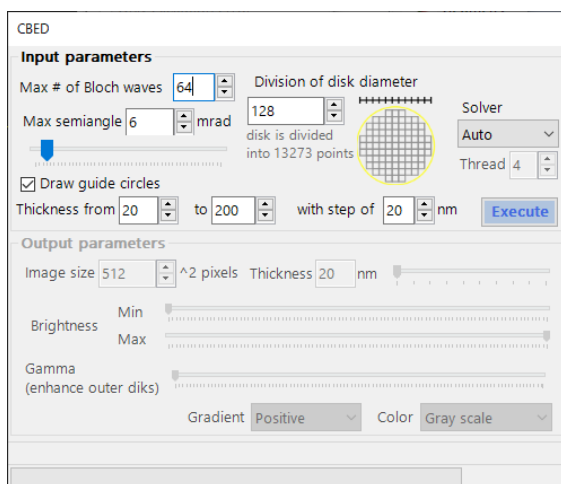 CBED
Input parameters
Max # of Bloch waves 64
Division of disk diameter
128
disk is divided
into 13273 points
Max semiangle 6 mrad
Solver
Auto
Thread 4
Draw guide circles
Thickness from 20 to 200 with step of 20 nm
Execute
Output parameters
Image size 512 ^2 pixels Thickness 20 nm
Brightness
Min
Max
Gamma
(enhance outer diks)
Gradient Positive Color Gray scale